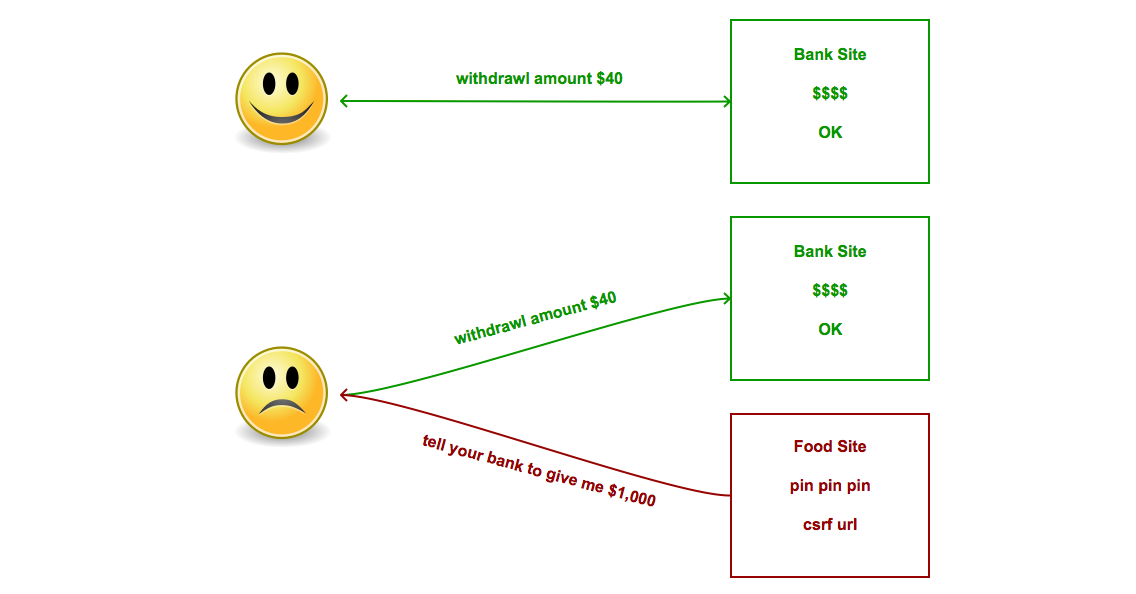 withdrawl amount $40
Bank Site
$$$$
OK
withdrawl amount $40
Bank Site
$$$$
OK
tell your bank to give me $1,000
Food Site
pin pin pin
csrf url